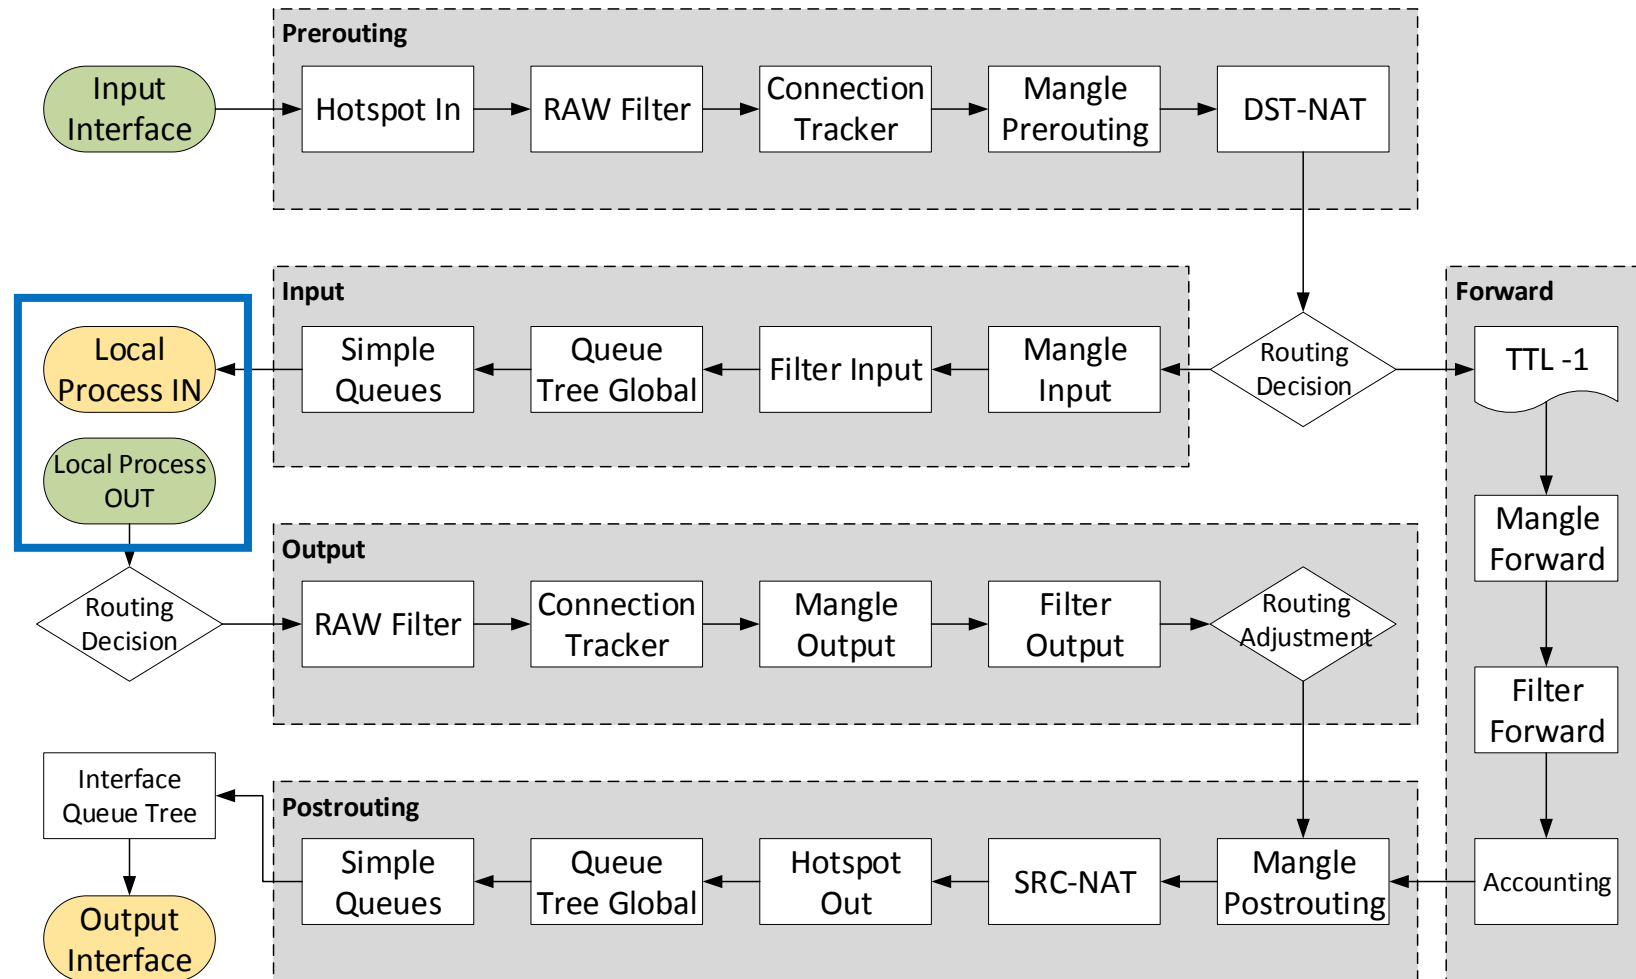 Prerouting
Input
Interface
Hotspot In
RAW Filter
Connection
Tracker
Mangle
Prerouting
DST-NAT
Input
Local
Process IN
Simple
Queues
Queue
Tree Global
Filter Input
Mangle
Input
Routing
Decision
Forward
TTL -1
Mangle
Forward
Filter
Forward
Accounting
Local Process
OUT
Routing
Decision
Output
RAW Filter
Connection
Tracker
Mangle
Output
Filter
Output
Routing
Adjustment
Postrouting
Interface
Queue Tree
Simple
Queues
Queue
Tree Global
Hotspot
Out
SRC-NAT
Mangle
Postrouting
Output
Interface